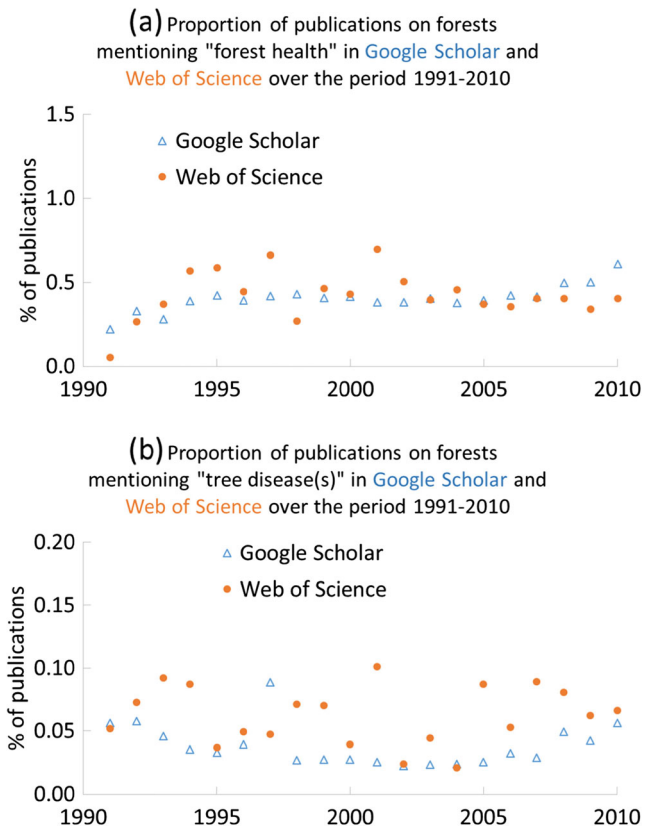 (a) Proportion of publications on forests
mentioning "forest health" in Google Scholar and
Web of Science over the period 1991-2010
% of publications
1.5
1.0
0.5
0.0
Google Scholar
Web of Science
1990
1995
2000
2005
2010
(b) Proportion of publications on forests
mentioning "tree disease(s)" in Google Scholar and
Web of Science over the period 1991-2010
% of publications
0.20
0.15
0.10
0.05
0.00
Google Scholar
Web of Science
1990
1995
2000
2005
2010